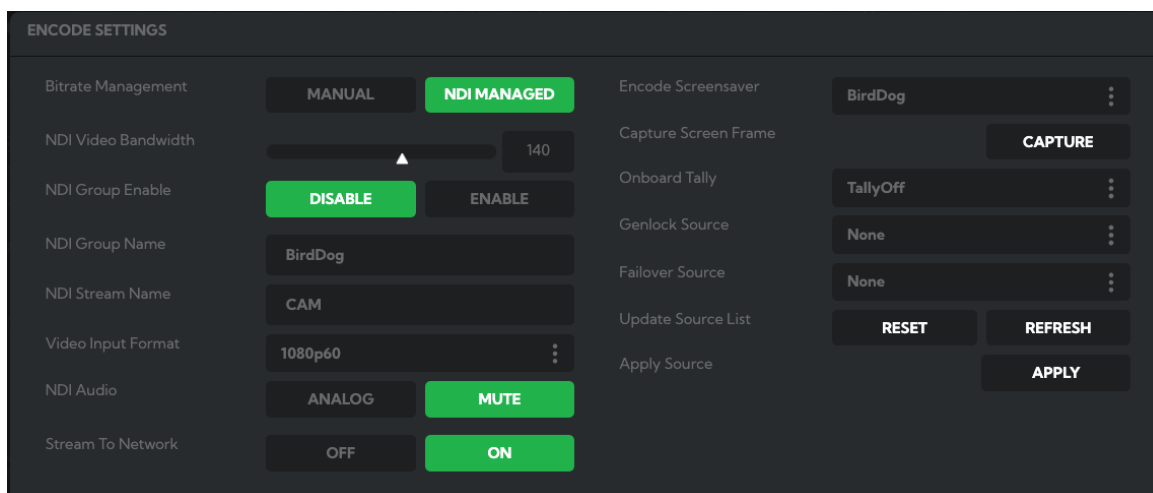 ENCODE SETTINGS
Bitrate Management MANUAL NDI MANAGED
NDI Video Bandwidth 140
NDI Group Enable DISABLE ENABLE
NDI Group Name BirdDog
NDI Stream Name CAM
Video Input Format 1080p60
NDI Audio ANALOG MUTE
Stream To Network OFF ON
Encode Screensaver BirdDog
Capture Screen Frame CAPTURE
Onboard Tally TallyOff
Genlock Source None
Failover Source None
Update Source List RESET REFRESH
Apply Source APPLY